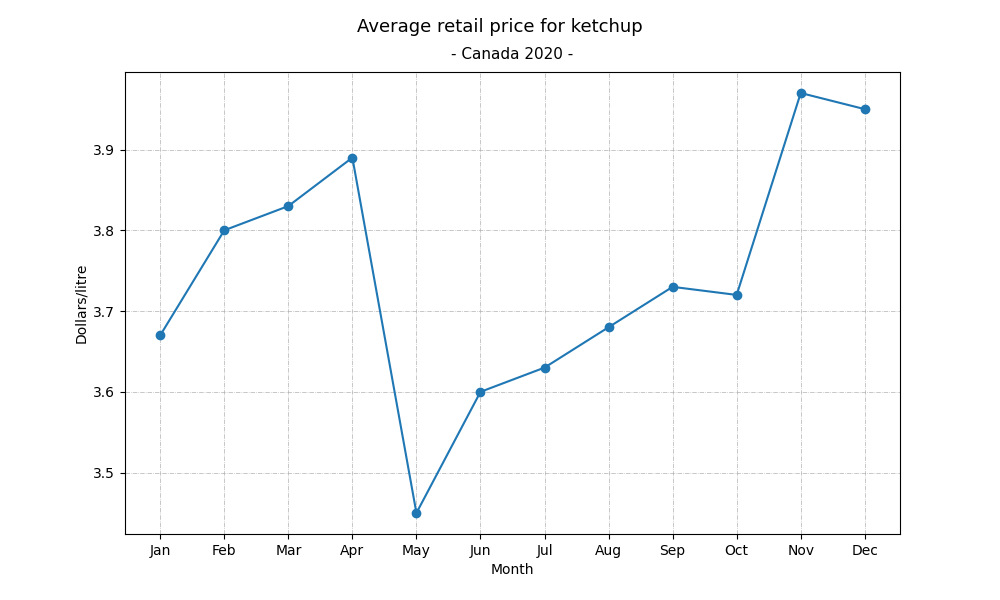 Average retail price for ketchup
- Canada 2020 -
Dollars/litre
3.9
3.8
3.7
3.6
3.5
Jan Feb Mar Apr May Jun Jul Aug Sep Oct Nov Dec
Month